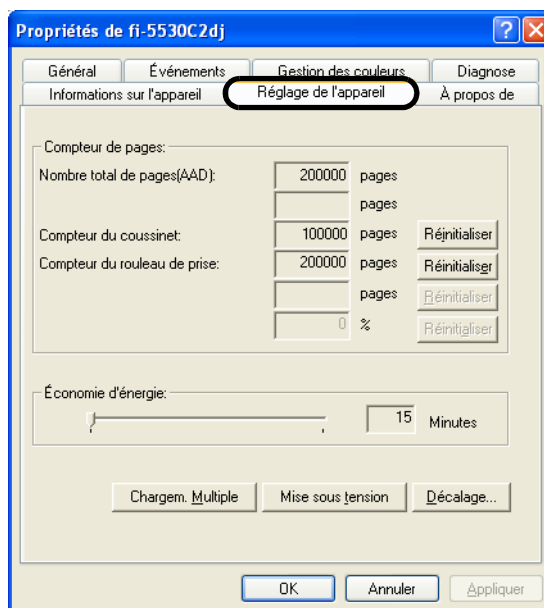 Propriétés de fi-5530C2dj
Général Événements Gestion des couleurs Diagnose
Informations sur l'appareil Réglage de l'appareil À propos de
Compteur de pages:
Nombre total de pages(AAD): 200000 pages
pages
Compteur du coussinet: 100000 pages Réinitialiser
Compteur du rouleau de prise: 200000 pages Réinitialiser
pages Réinitialiser
0 % Réinitialiser
Économie d'énergie:
15 Minutes
Chargem. Multiple Mise sous tension Décalage...
OK Annuler Appliquer